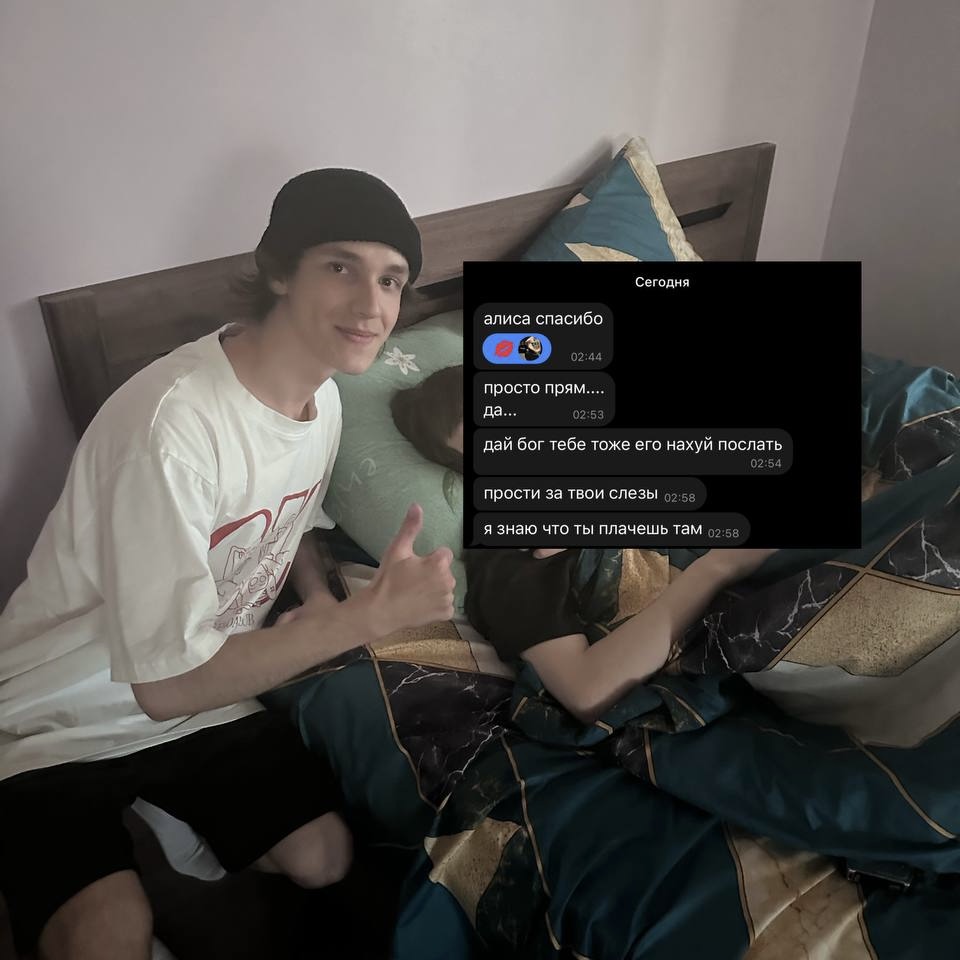 Сегодня
алиса спасибо
02:44
просто прям....
да...
02:53
дай бог тебе тоже его нахуй послать
02:54
прости за твои слезы 02:58
я знаю что ты плачешь там 02:58